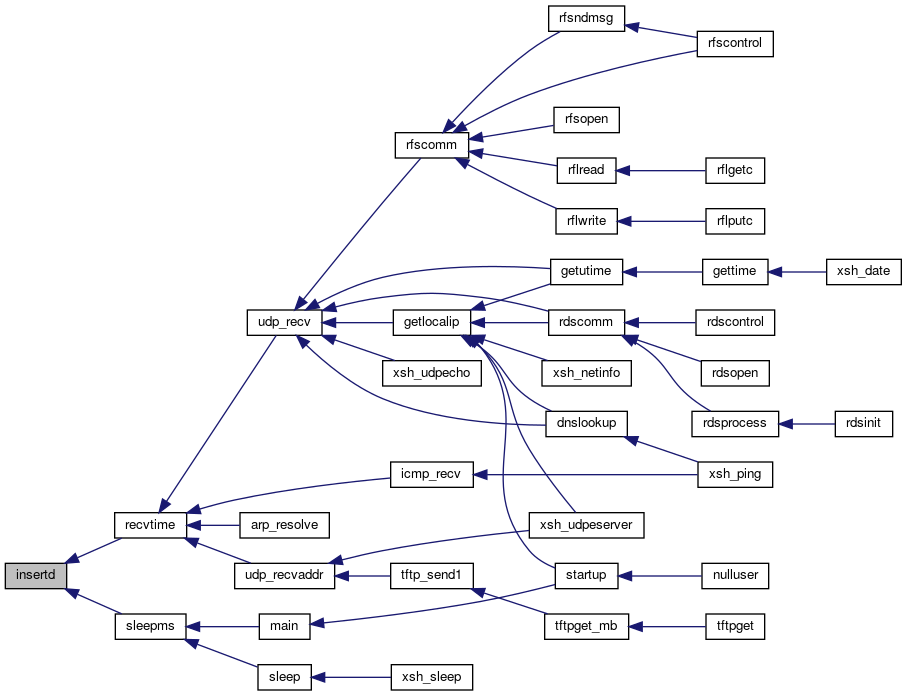 rfsndmsg
rfscontrol
rfsopen
rfscomm
rflread
rflgetc
rflwrite
rflputc
getutime
gettime
xsh_date
udp_recv
getlocalip
rdscomm
rdscontrol
xsh_udpecho
xsh_netinfo
rdsopen
dnslookup
rdsprocess
rdsinit
icmp_recv
xsh_ping
recvtime
arp_resolve
xsh_udpeserver
insertd
udp_recvaddr
tftp_send1
startup
nulluser
sleepms
main
tftpget_mb
tftpget
sleep
xsh_sleep